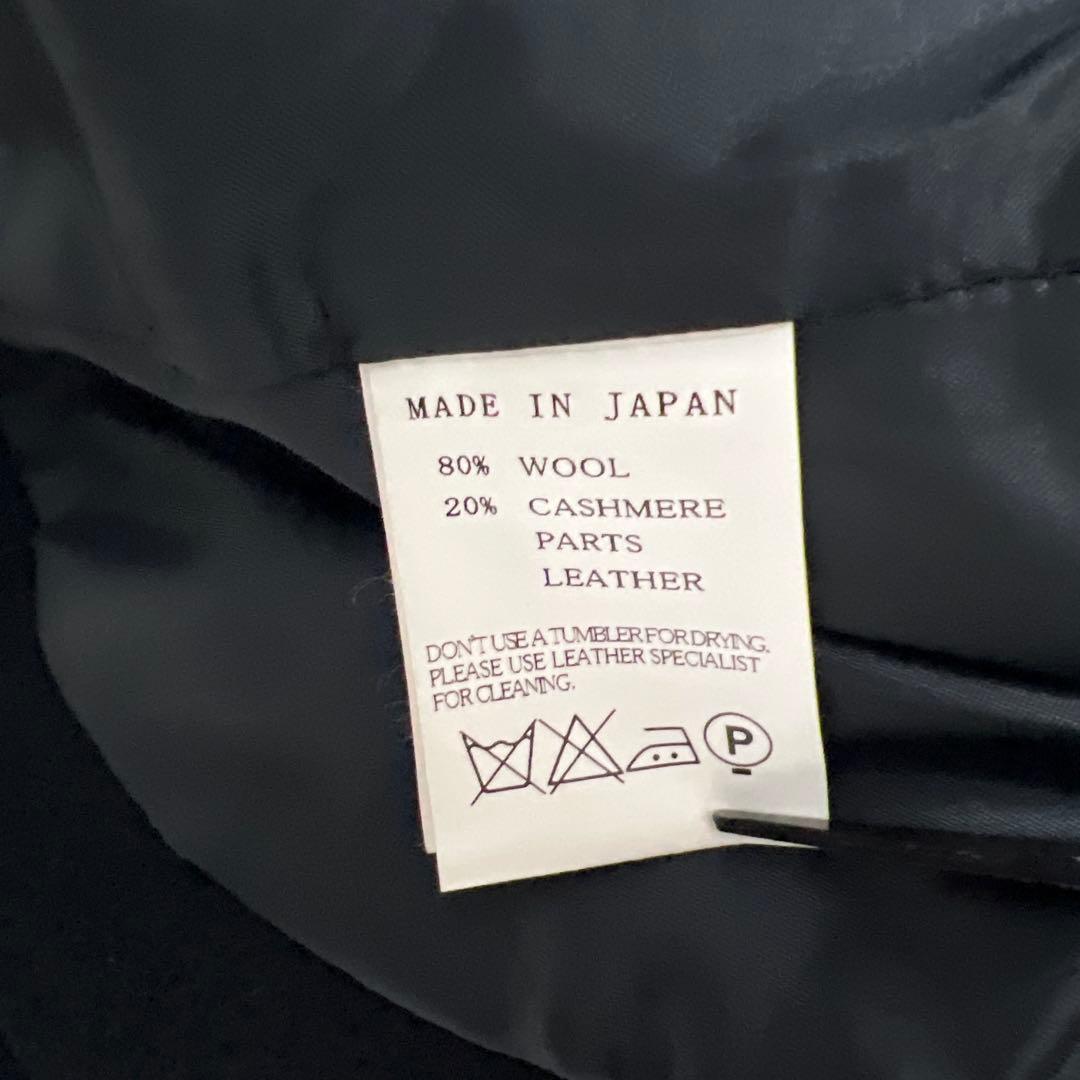 MADE IN JAPAN
80% WOOL
20% CASHMERE
PARTS
LEATHER
DON'T USE A TUMBLER FOR DRYING.
PLEASE USE LEATHER SPECIALIST
FOR CLEANING.
P